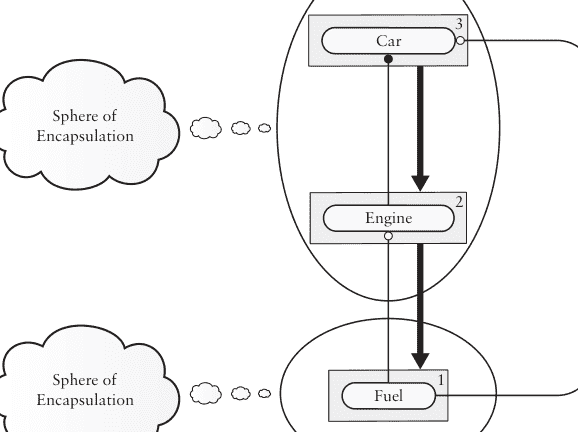 3
Car
Sphere of
Encapsulation
2
Engine
1
Sphere of
Encapsulation
Fuel